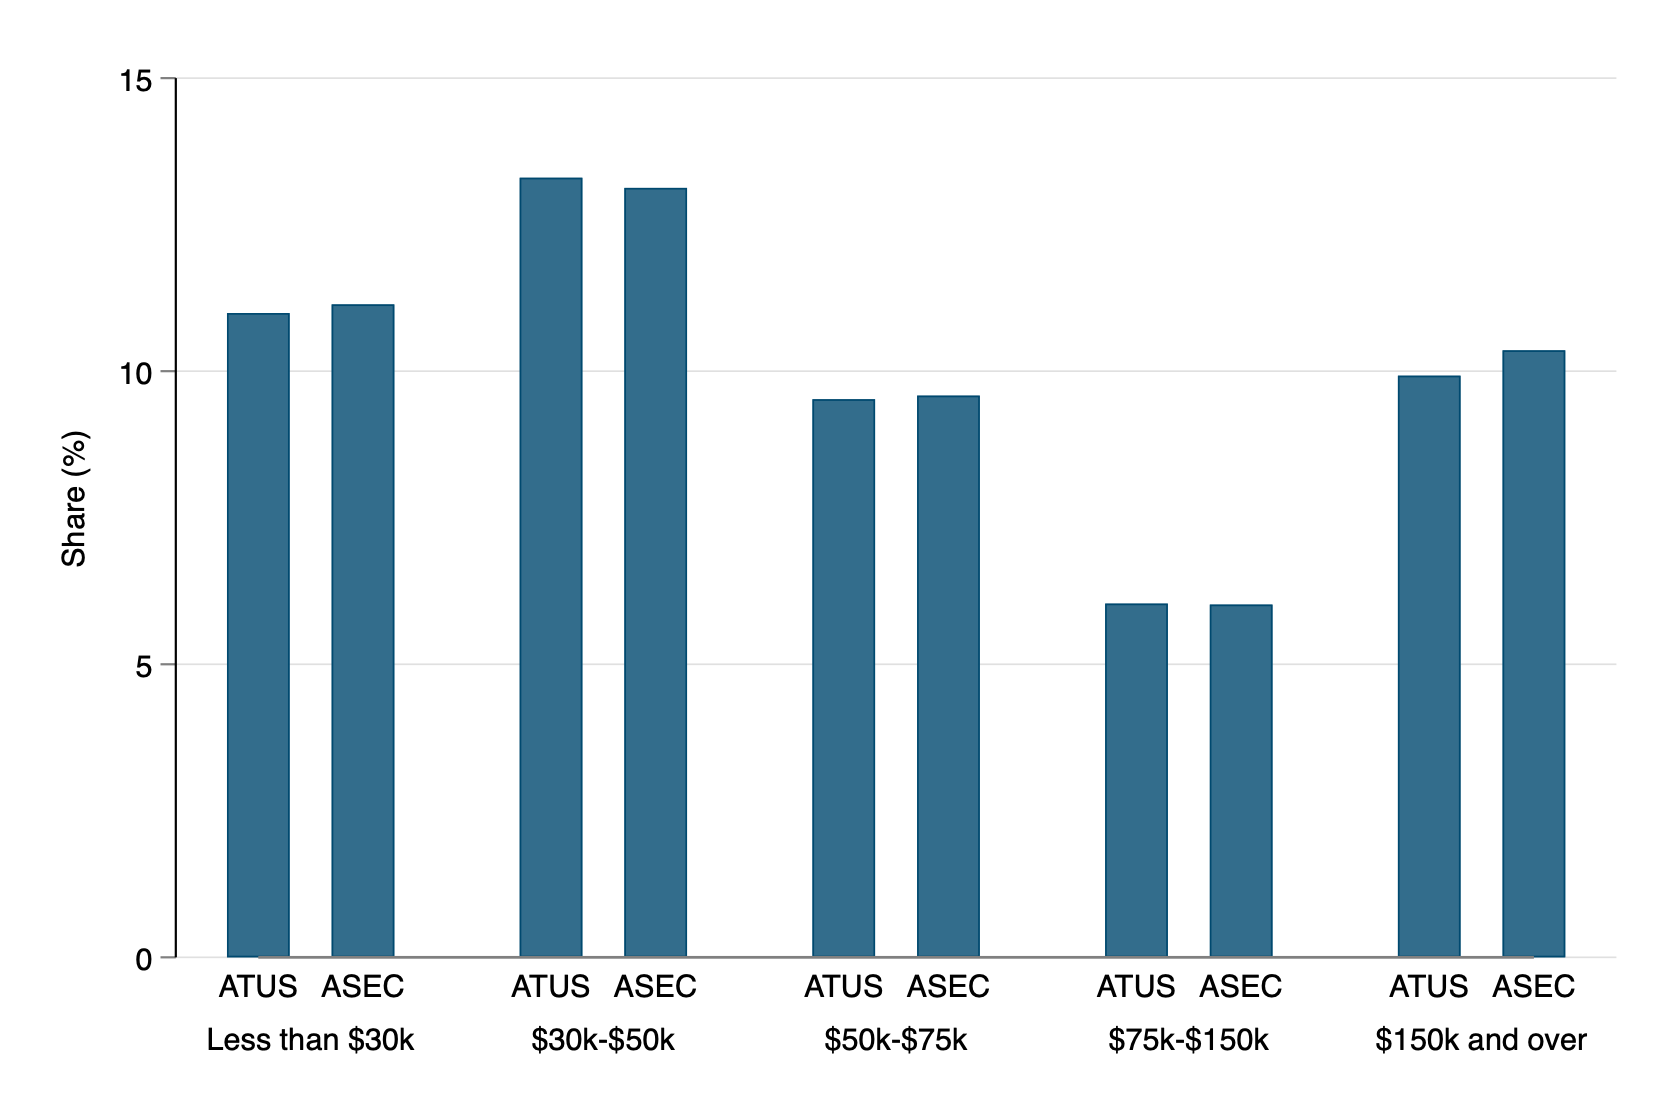 15
10
5
0
Share (%)
ATUS ASEC ATUS ASEC ATUS ASEC ATUS ASEC ATUS ASEC
Less than $30k $30k-$50k $50k-$75k $75k-$150k $150k and over